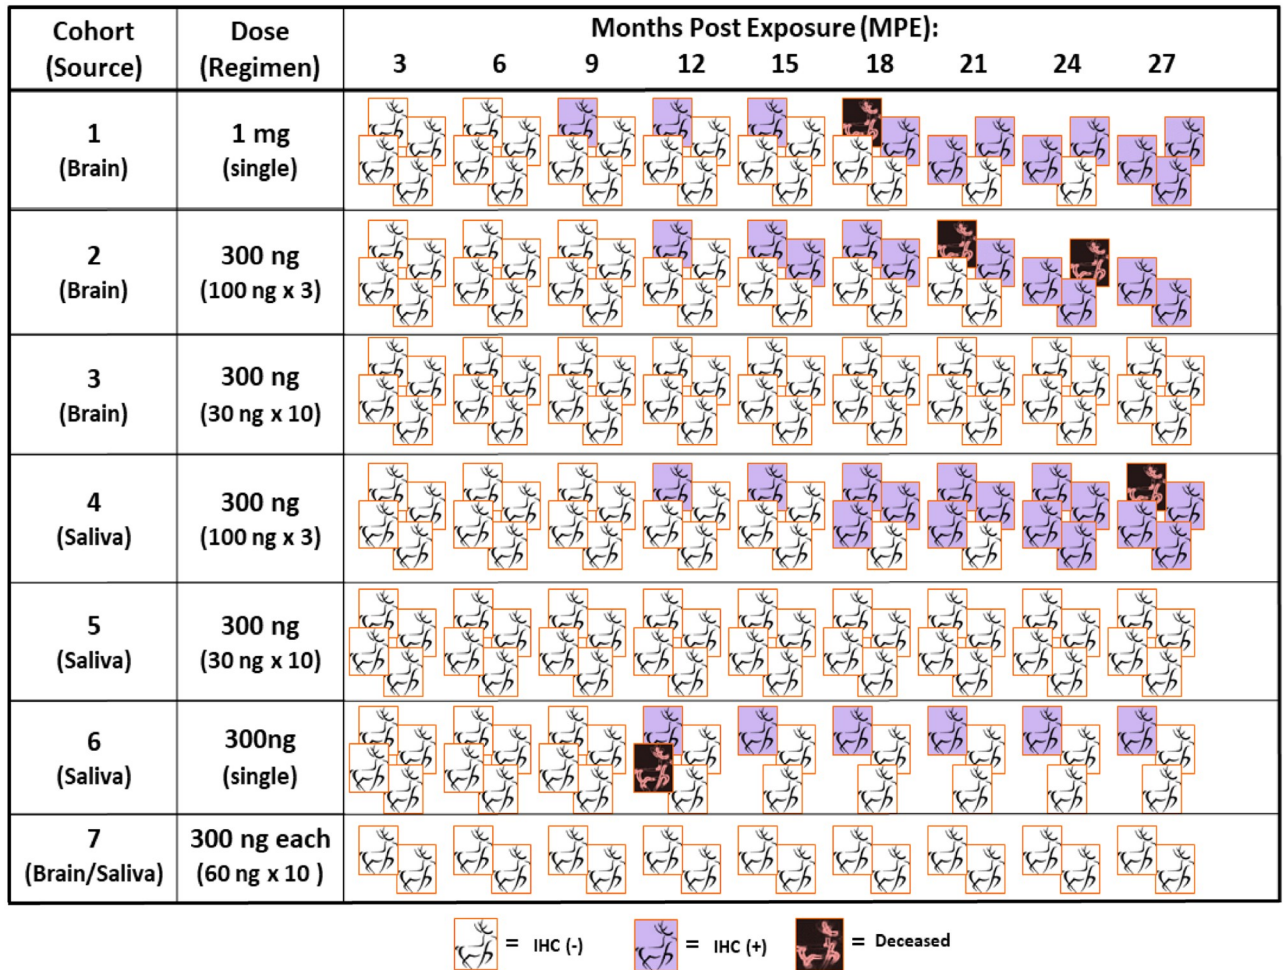 Cohort
(Source)
Dose
(Regimen)
Months Post Exposure (MPE):
3 6 9 12 15 18 21 24 27
1
(Brain)
1 mg
(single)
2
(Brain)
300 ng
(100 ng x 3)
3
(Brain)
300 ng
(30 ng x 10)
4
(Saliva)
300 ng
(100 ng x 3)
5
(Saliva)
300 ng
(30 ng x 10)
6
(Saliva)
300ng
(single)
7
(Brain/Saliva)
300 ng each
(60 ng x 10 )
= IHC (-)
= IHC (+)
= Deceased